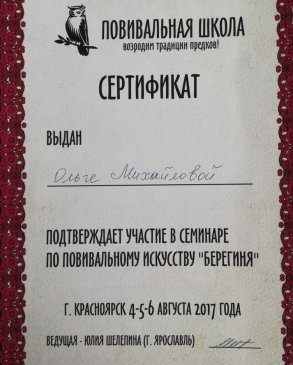 ПОВИВАЛЬНАЯ ШКОЛА
возродим традиции предков!
СЕРТИФИКАТ
ВЫДАН
Ольге Михайловой
ПОДТВЕРЖДАЕТ УЧАСТИЕ В СЕМИНАРЕ
ПО ПОВИВАЛЬНОМУ ИСКУССТВУ "БЕРЕГИНЯ"
Г. КРАСНОЯРСК 4-5-6 АВГУСТА 2017 ГОДА
ВЕДУЩАЯ - ЮЛИЯ ШЕЛЕПИНА (Г. ЯРОСЛАВЛЬ)